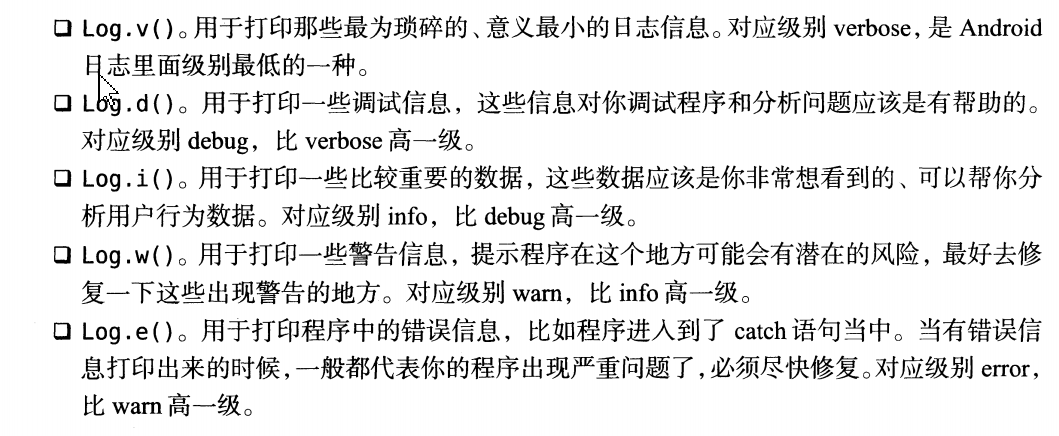 ❑ Log.v()。用于打印那些最为琐碎的、意义最小的日志信息。对应级别 verbose，是 Android
日志里面级别最低的一种。
❑ Log.d()。用于打印一些调试信息，这些信息对你调试程序和分析问题应该是有帮助的。
对应级别 debug，比 verbose 高一级。
❑ Log.i()。用于打印一些比较重要的数据，这些数据应该是你非常想看到的、可以帮你分
析用户行为数据。对应级别 info，比 debug 高一级。
❑ Log.w()。用于打印一些警告信息，提示程序在这个地方可能会有潜在的风险，最好去修
复一下这些出现警告的地方。对应级别 warn，比 info 高一级。
❑ Log.e()。用于打印程序中的错误信息，比如程序进入到了 catch 语句当中。当有错误信
息打印出来的时候，一般都代表你的程序出现严重问题了，必须尽快修复。对应级别 error，
比 warn 高一级。